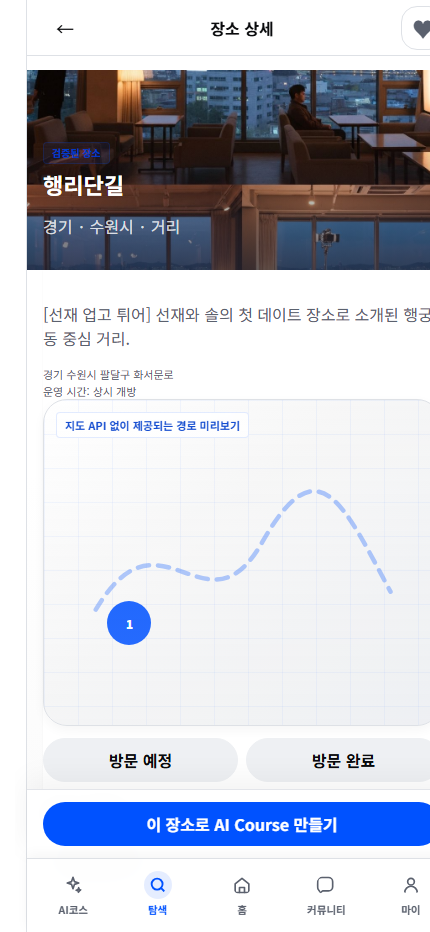 ←
장소 상세
검증된 장소
행리단길
경기 · 수원시 · 거리
[선재 업고 튀어] 선재와 솔의 첫 데이트 장소로 소개된 행궁
동 중심 거리.
경기 수원시 팔달구 화서문로
운영 시간: 상시 개방
지도 API 없이 제공되는 경로 미리보기
1
방문 예정
방문 완료
이 장소로 AI Course 만들기
AI코스
탐색
홈
커뮤니티
마이